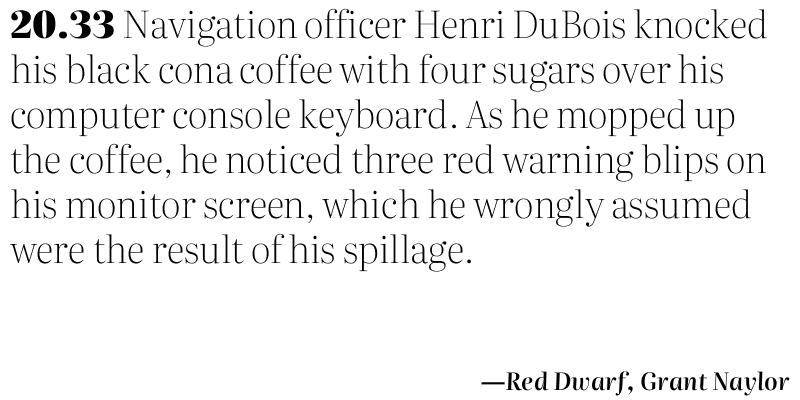 20.33 Navigation officer Henri DuBois knocked
his black cona coffee with four sugars over his
computer console keyboard. As he mopped up
the coffee, he noticed three red warning blips on
his monitor screen, which he wrongly assumed
were the result of his spillage.
—Red Dwarf, Grant Naylor